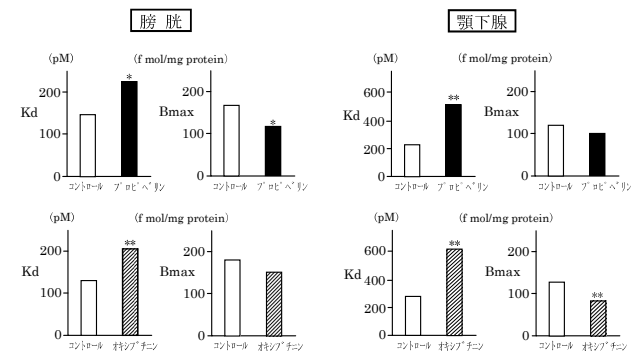 膀胱
顎下腺
(pM)
(f mol/mg protein)
200
Kd
100
0
*
コントロール
プロピベリン
200
Bmax
100
0
*
コントロール
プロピベリン
(pM)
(f mol/mg protein)
600
Kd
400
200
0
**
コントロール
プロピベリン
200
Bmax
100
0
コントロール
プロピベリン
(pM)
(f mol/mg protein)
200
Kd
100
0
**
コントロール
オキシブチニン
200
Bmax
100
0
コントロール
オキシブチニン
(pM)
(f mol/mg protein)
600
Kd
400
200
0
**
コントロール
オキシブチニン
200
Bmax
100
0
**
コントロール
オキシブチニン